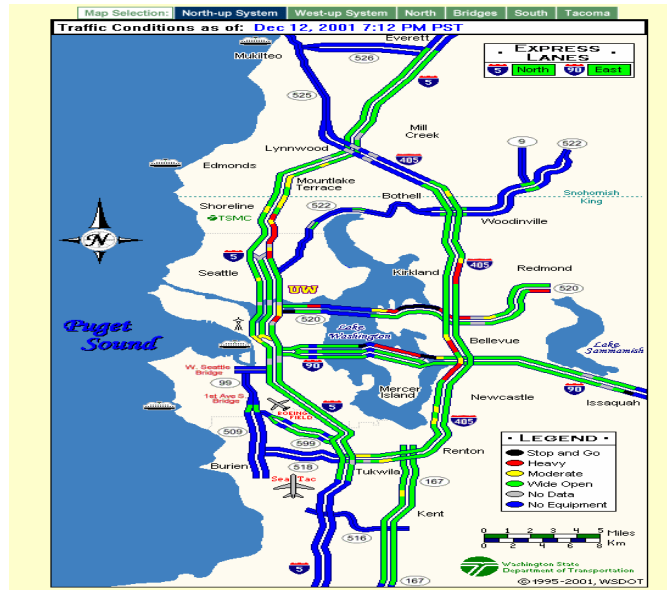 Map Selection: North-up System West-up System North Bridges South Tacoma
Traffic Conditions as of: Dec 12, 2001 7:12 PM PST
Mukilteo
Everett
526
5
EXPRESS
LANES
5 North 90 East
525
Mill
Creek
Lynnwood
405
9
522
Edmonds
Mountlake
Terrace
Bothell
Snohomish
King
Shoreline
522
TSMC
Woodinville
N
5
Seattle
Kirkland
405
Redmond
UW
520
520
Puget
Sound
Lake
Washington
Bellevue
Lake
Sammamish
W. Seattle
Bridge
90
99
Mercer
Island
Newcastle
90
Issaquah
1st Ave S.
Bridge
BOEING
FIELD
5
405
509
599
LEGEND
Stop and Go
Heavy
Moderate
Wide Open
No Data
No Equipment
Burien
518
Renton
Sea Tac
Tukwila
167
Kent
516
0 1 2 3 4 5 Miles
0 2 4 6 8 Km
5
167
Washington State
Department of Transportation
©1995-2001, WSDOT